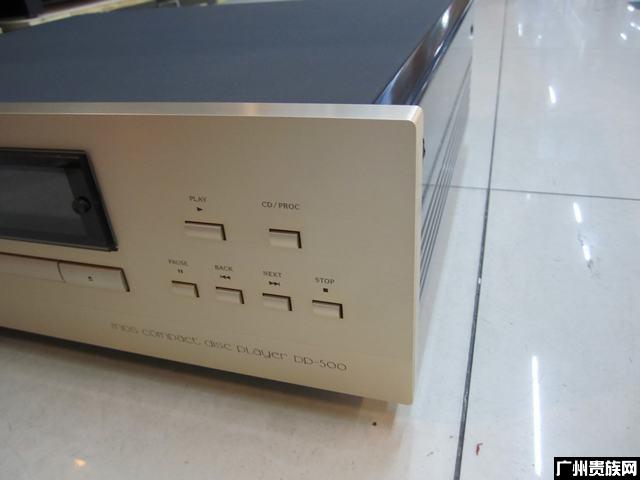 PLAY
CD/PROC
PAUSE
BACK
NEXT
STOP
MDS COMPACT DISC PLAYER DP-500
广州贵族网